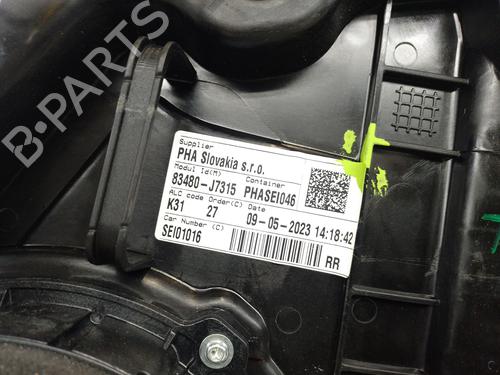 B-PARTS
Supplier
PHA Slovakia s.r.o.
Modul Id(M) Container
83480-J7315 PHASEI046
ALC code Order(C) Date
K31 27 09-05-2023 14:18:42
Car Number (C)
SEI01016
RR